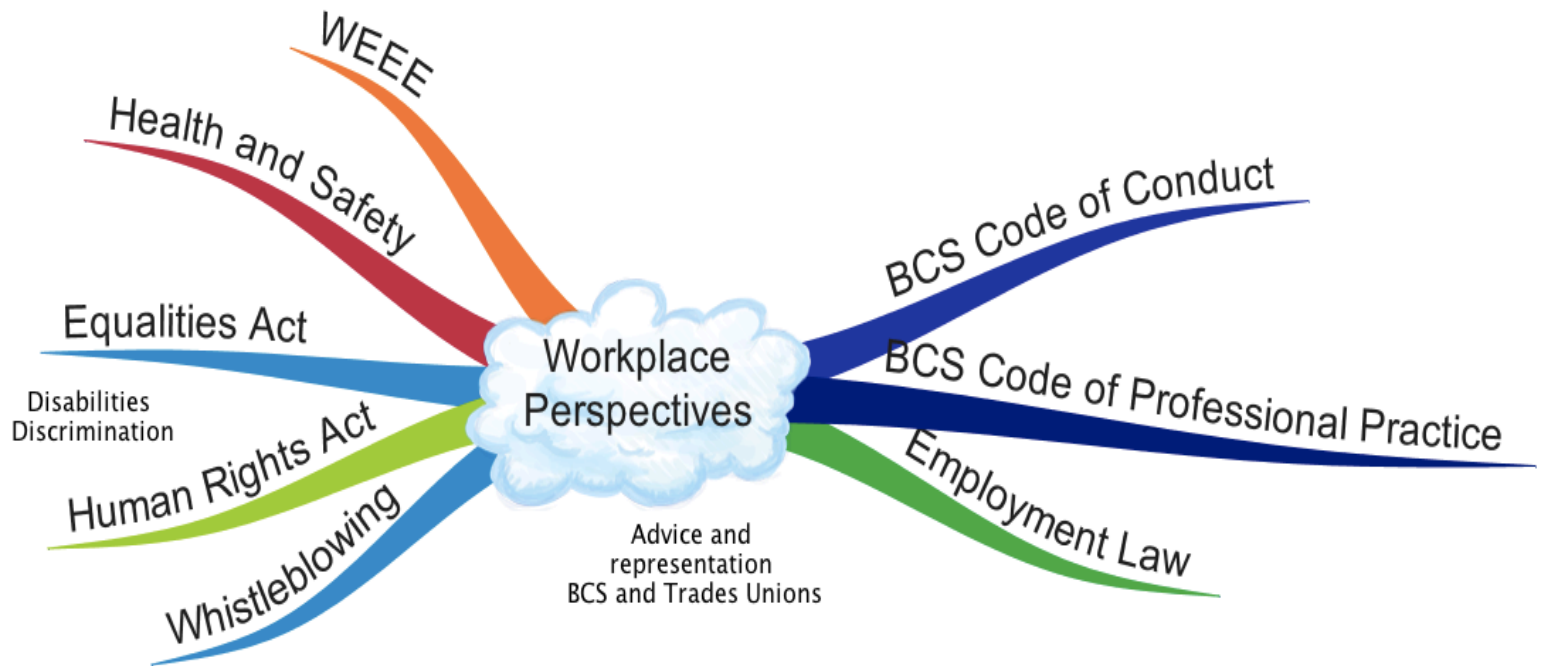 WEEE
Health and Safety
Equalities Act
Disabilities
Discrimination
Human Rights Act
Whistleblowing
Workplace
Perspectives
Advice and
representation
BCS and Trades Unions
BCS Code of Conduct
BCS Code of Professional Practice
Employment Law